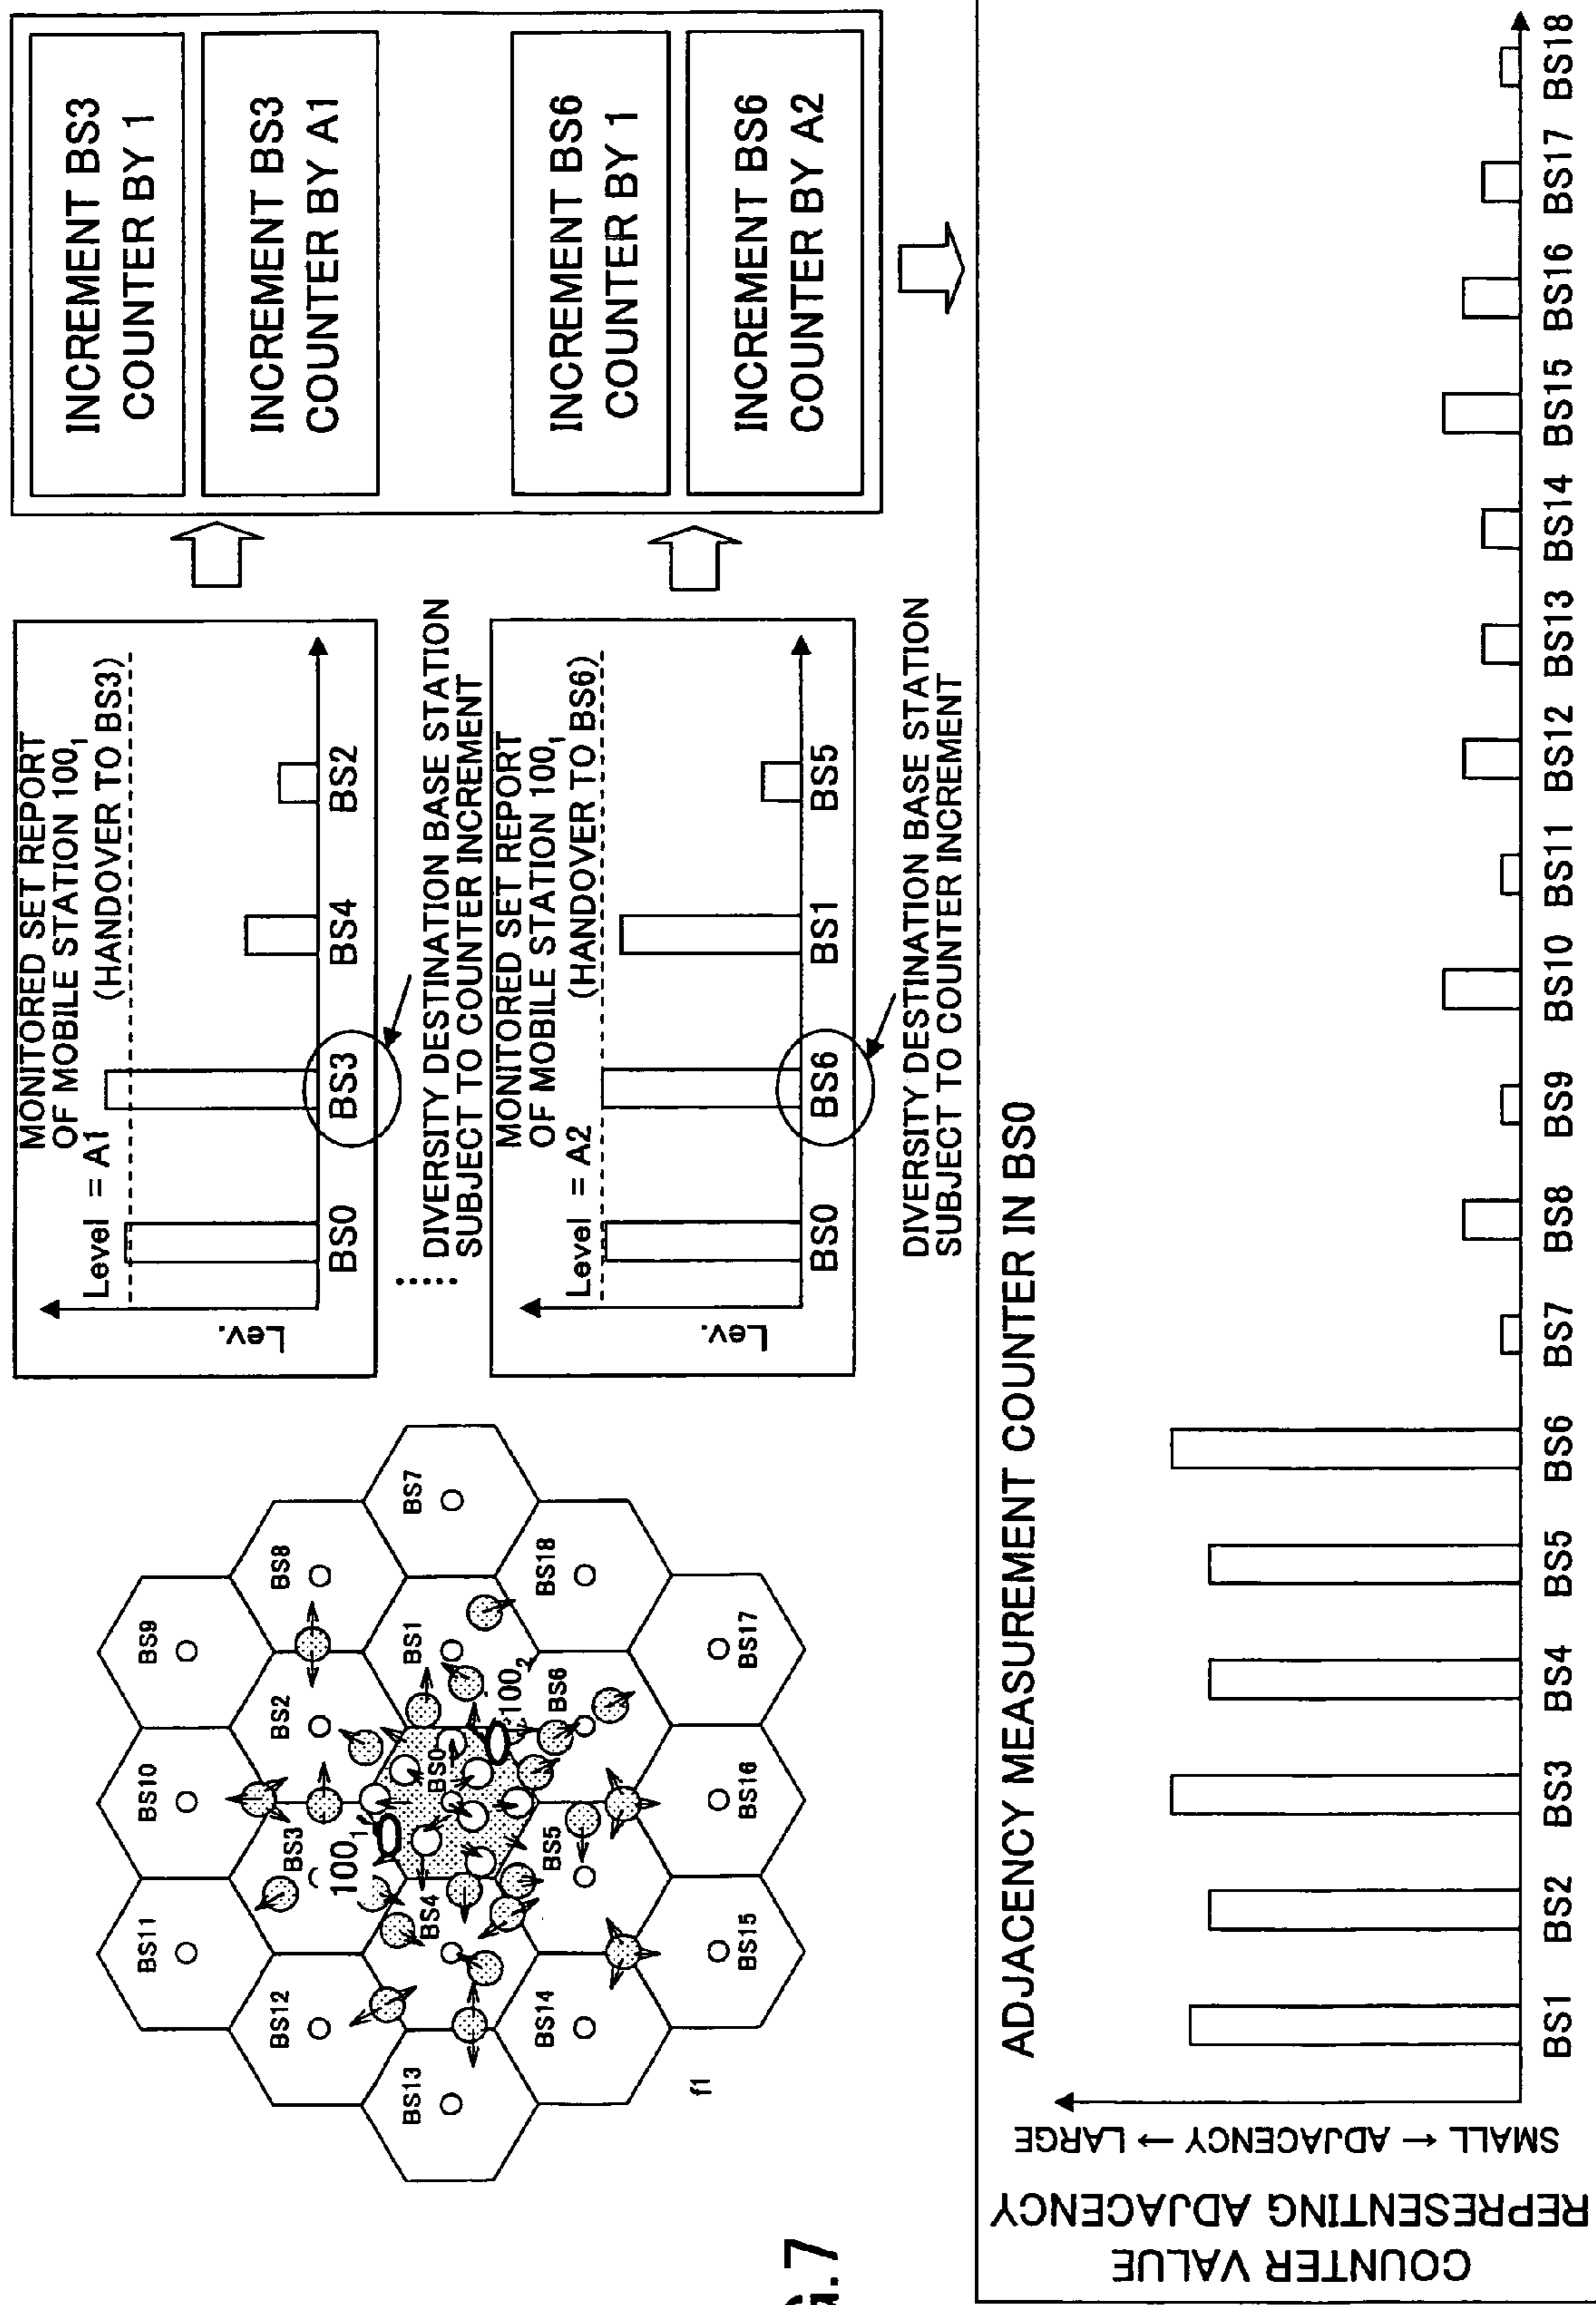 G.7
BS9
BS8
BS7
BS10
BS2
BS1
BS18
BS11
BS3
BS0
BS6
BS17
BS12
BS4
BS5
BS16
BS13
BS14
BS15
100₁
100₂
f1
MONITORED SET REPORT
OF MOBILE STATION 100₁
Level = A1 (HANDOVER TO BS3)
Lev.
BS0 BS3 BS4 BS2
DIVERSITY DESTINATION BASE STATION
SUBJECT TO COUNTER INCREMENT
MONITORED SET REPORT
OF MOBILE STATION 100₁
Level = A2 (HANDOVER TO BS6)
Lev.
BS0 BS6 BS1 BS5
DIVERSITY DESTINATION BASE STATION
SUBJECT TO COUNTER INCREMENT
INCREMENT BS3
COUNTER BY 1
INCREMENT BS3
COUNTER BY A1
INCREMENT BS6
COUNTER BY 1
INCREMENT BS6
COUNTER BY A2
ADJACENCY MEASUREMENT COUNTER IN BS0
COUNTER VALUE
REPRESENTING ADJACENCY
SMALL ← ADJACENCY → LARGE
BS1 BS2 BS3 BS4 BS5 BS6 BS7 BS8 BS9 BS10 BS11 BS12 BS13 BS14 BS15 BS16 BS17 BS18